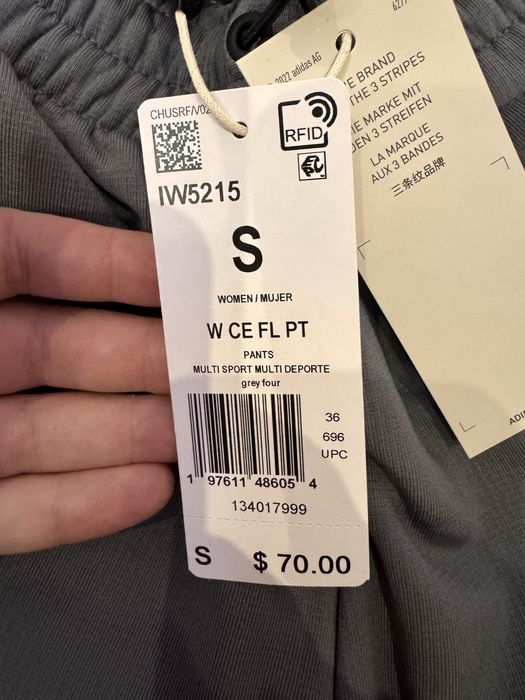 CHUSRF/V02
RFID
IW5215
S
WOMEN / MUJER
W CE FL PT
PANTS
MULTI SPORT MULTI DEPORTE
grey four
36
696
UPC
1 97611 48605 4
134017999
S $ 70.00
2022 adidas AG
E BRAND
THE 3 STRIPES
IE MARKE MIT
DEN 3 STREIFEN
LA MARQUE
AUX 3 BANDES
三条纹品牌
ADI